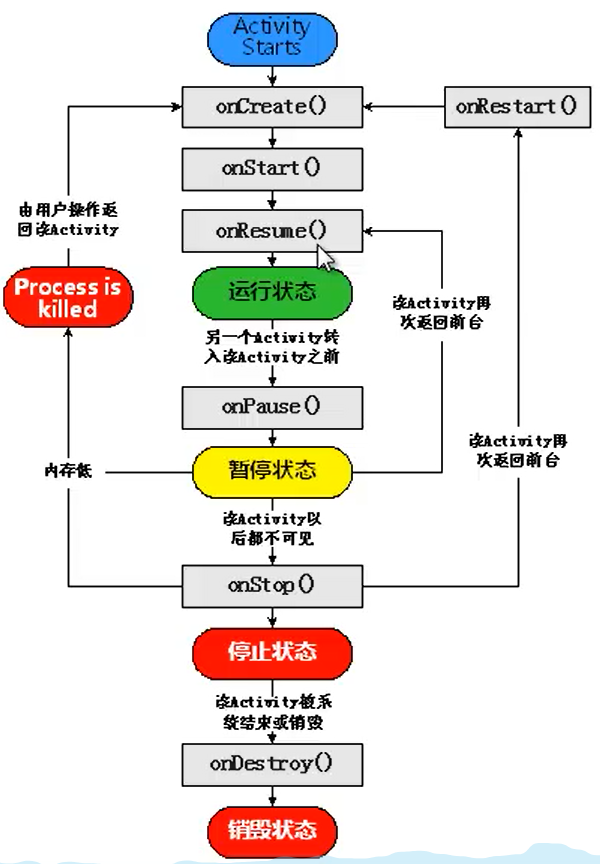 Activity
Starts
onCreate()
onRestart()
onStart()
由用户操作返
回该Activity
onResume()
Process is
killed
运行状态
该Activity再
次返回前台
另一个Activity转
入该Activity之前
onPause()
该Activity再
次返回前台
内存低
暂停状态
该Activity以
后都不可见
onStop()
停止状态
该Activity被系
统结束或销毁
onDestroy()
销毁状态